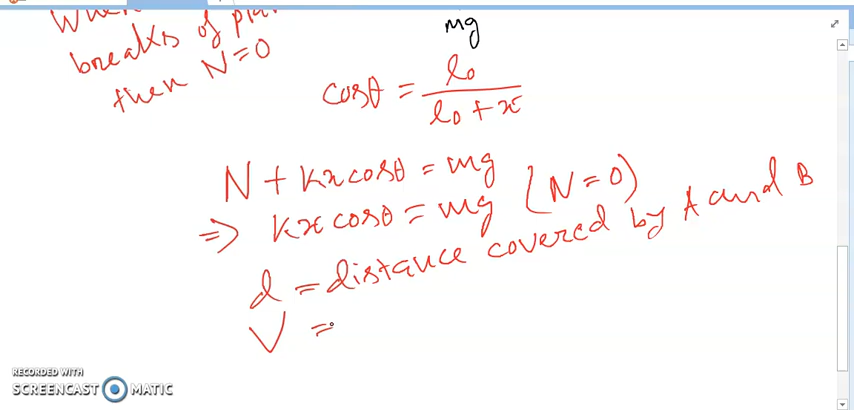 When
breaks of
then N=0
mg
cosθ = l₀ / (l₀ + x)
N + kx cosθ = mg
⇒ kx cosθ = mg (N = 0)
d = distance covered by A and B
V =
RECORDED WITH
SCREENCAST MATIC